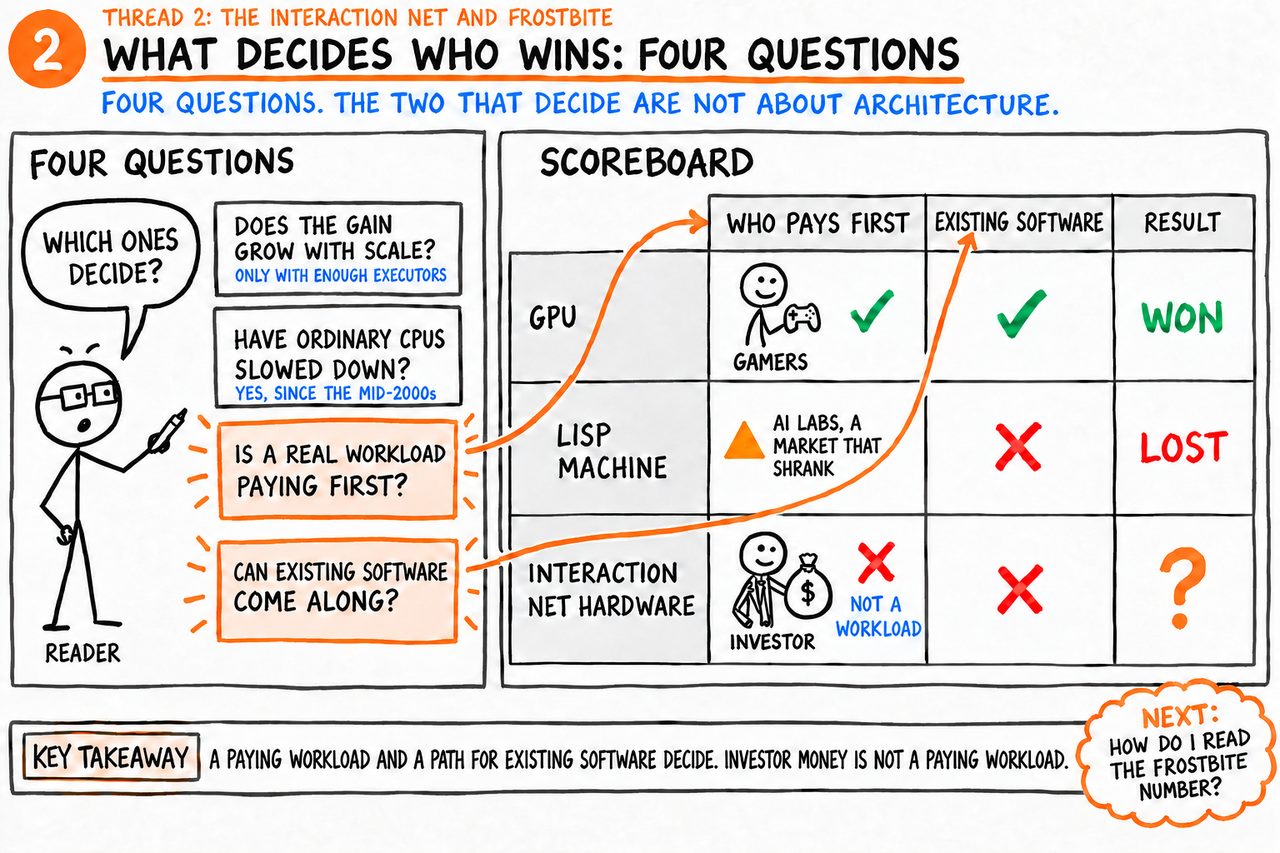 2
THREAD 2: THE INTERACTION NET AND FROSTBITE
WHAT DECIDES WHO WINS: FOUR QUESTIONS
FOUR QUESTIONS. THE TWO THAT DECIDE ARE NOT ABOUT ARCHITECTURE.
FOUR QUESTIONS
WHICH ONES
DECIDE?
READER
DOES THE GAIN
GROW WITH SCALE?
ONLY WITH ENOUGH EXECUTORS
HAVE ORDINARY CPUS
SLOWED DOWN?
YES, SINCE THE MID-2000s
IS A REAL WORKLOAD
PAYING FIRST?
CAN EXISTING SOFTWARE
COME ALONG?
SCOREBOARD
WHO PAYS FIRST
EXISTING SOFTWARE
RESULT
GPU
GAMERS
WON
LISP
MACHINE
AI LABS, A
MARKET THAT
SHRANK
LOST
INTERACTION
NET HARDWARE
$
INVESTOR
NOT A
WORKLOAD
?
KEY TAKEAWAY
A PAYING WORKLOAD AND A PATH FOR EXISTING SOFTWARE DECIDE. INVESTOR MONEY IS NOT A PAYING WORKLOAD.
NEXT:
HOW DO I READ
THE FROSTBITE
NUMBER?